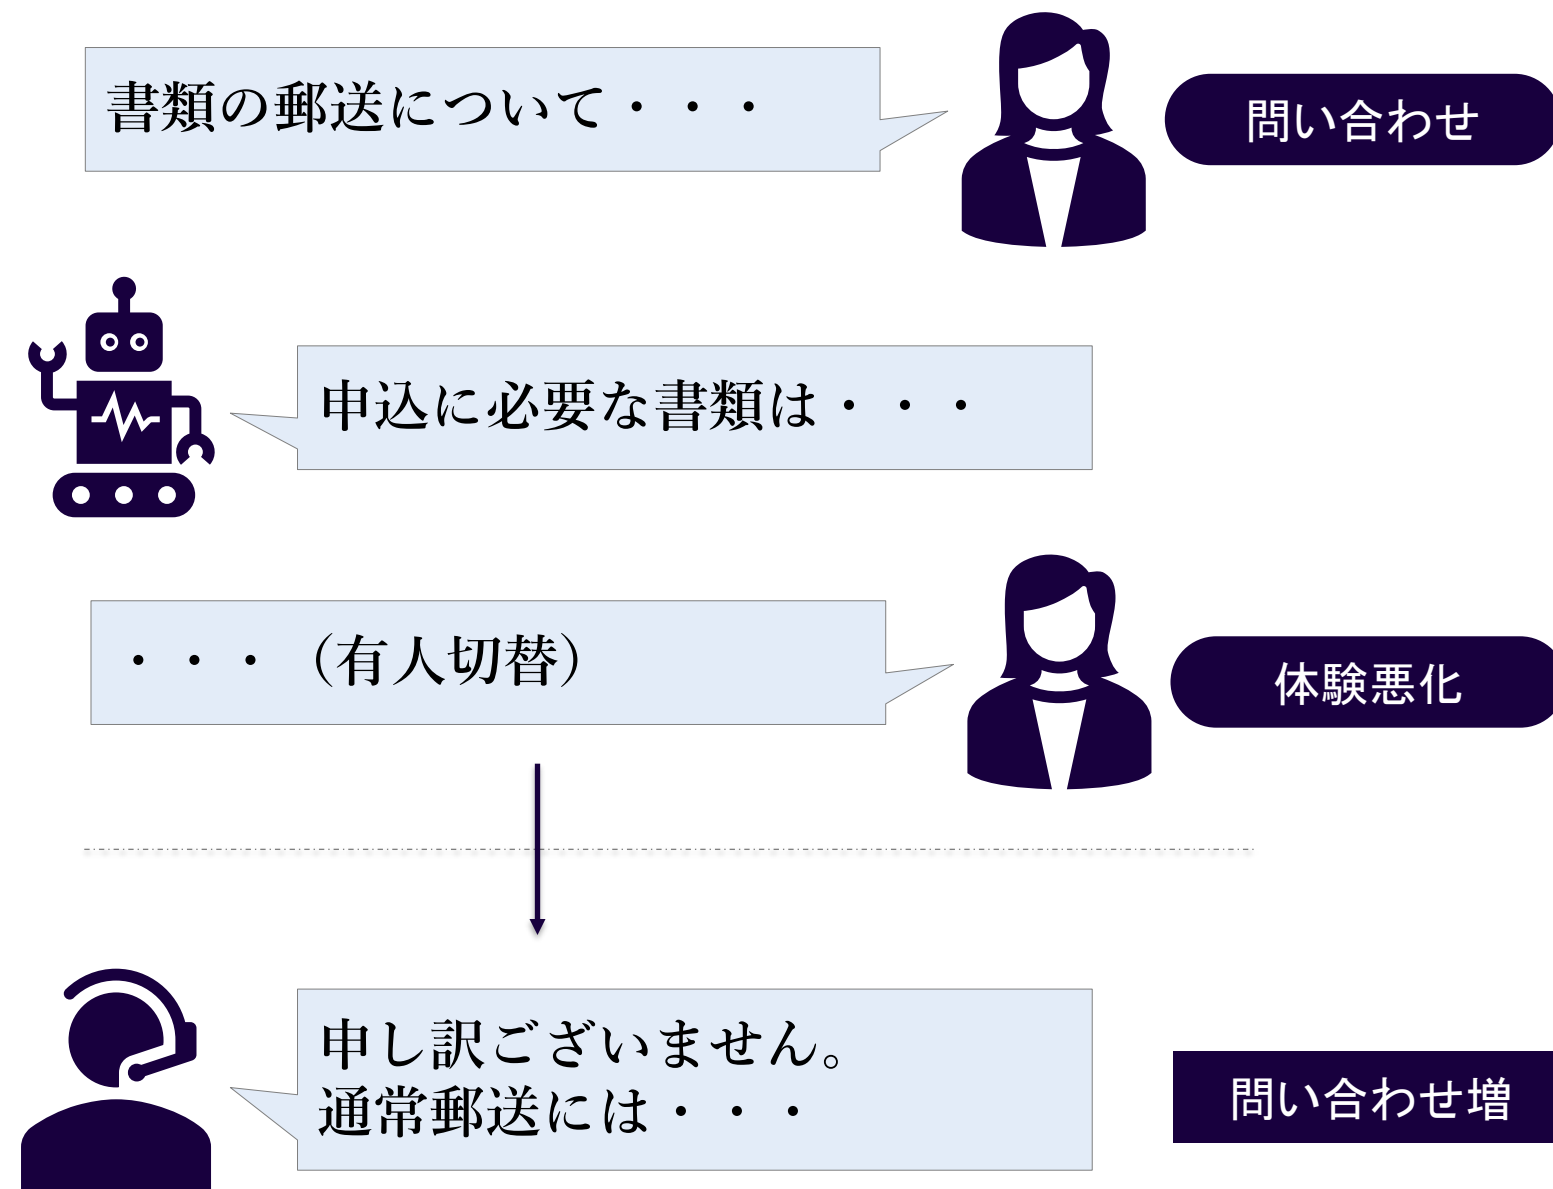 書類の郵送について・・・
問い合わせ
申込に必要な書類は・・・
・・・（有人切替）
体験悪化
申し訳ございません。
通常郵送には・・・
問い合わせ増